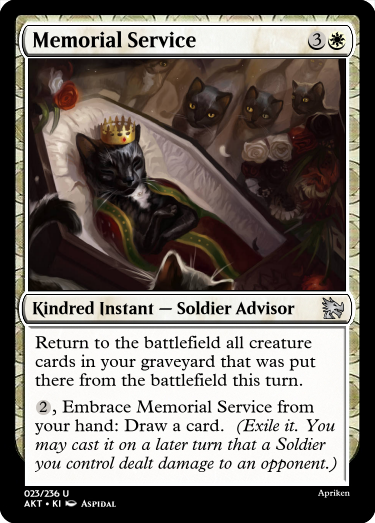 Memorial Service 3
Kindred Instant — Soldier Advisor
Return to the battlefield all creature
cards in your graveyard that was put
there from the battlefield this turn.
2, Embrace Memorial Service from
your hand: Draw a card. (Exile it. You
may cast it on a later turn that a Soldier
you control dealt damage to an opponent.)
023/236 U
Apriken
AKT • KI Aspidal